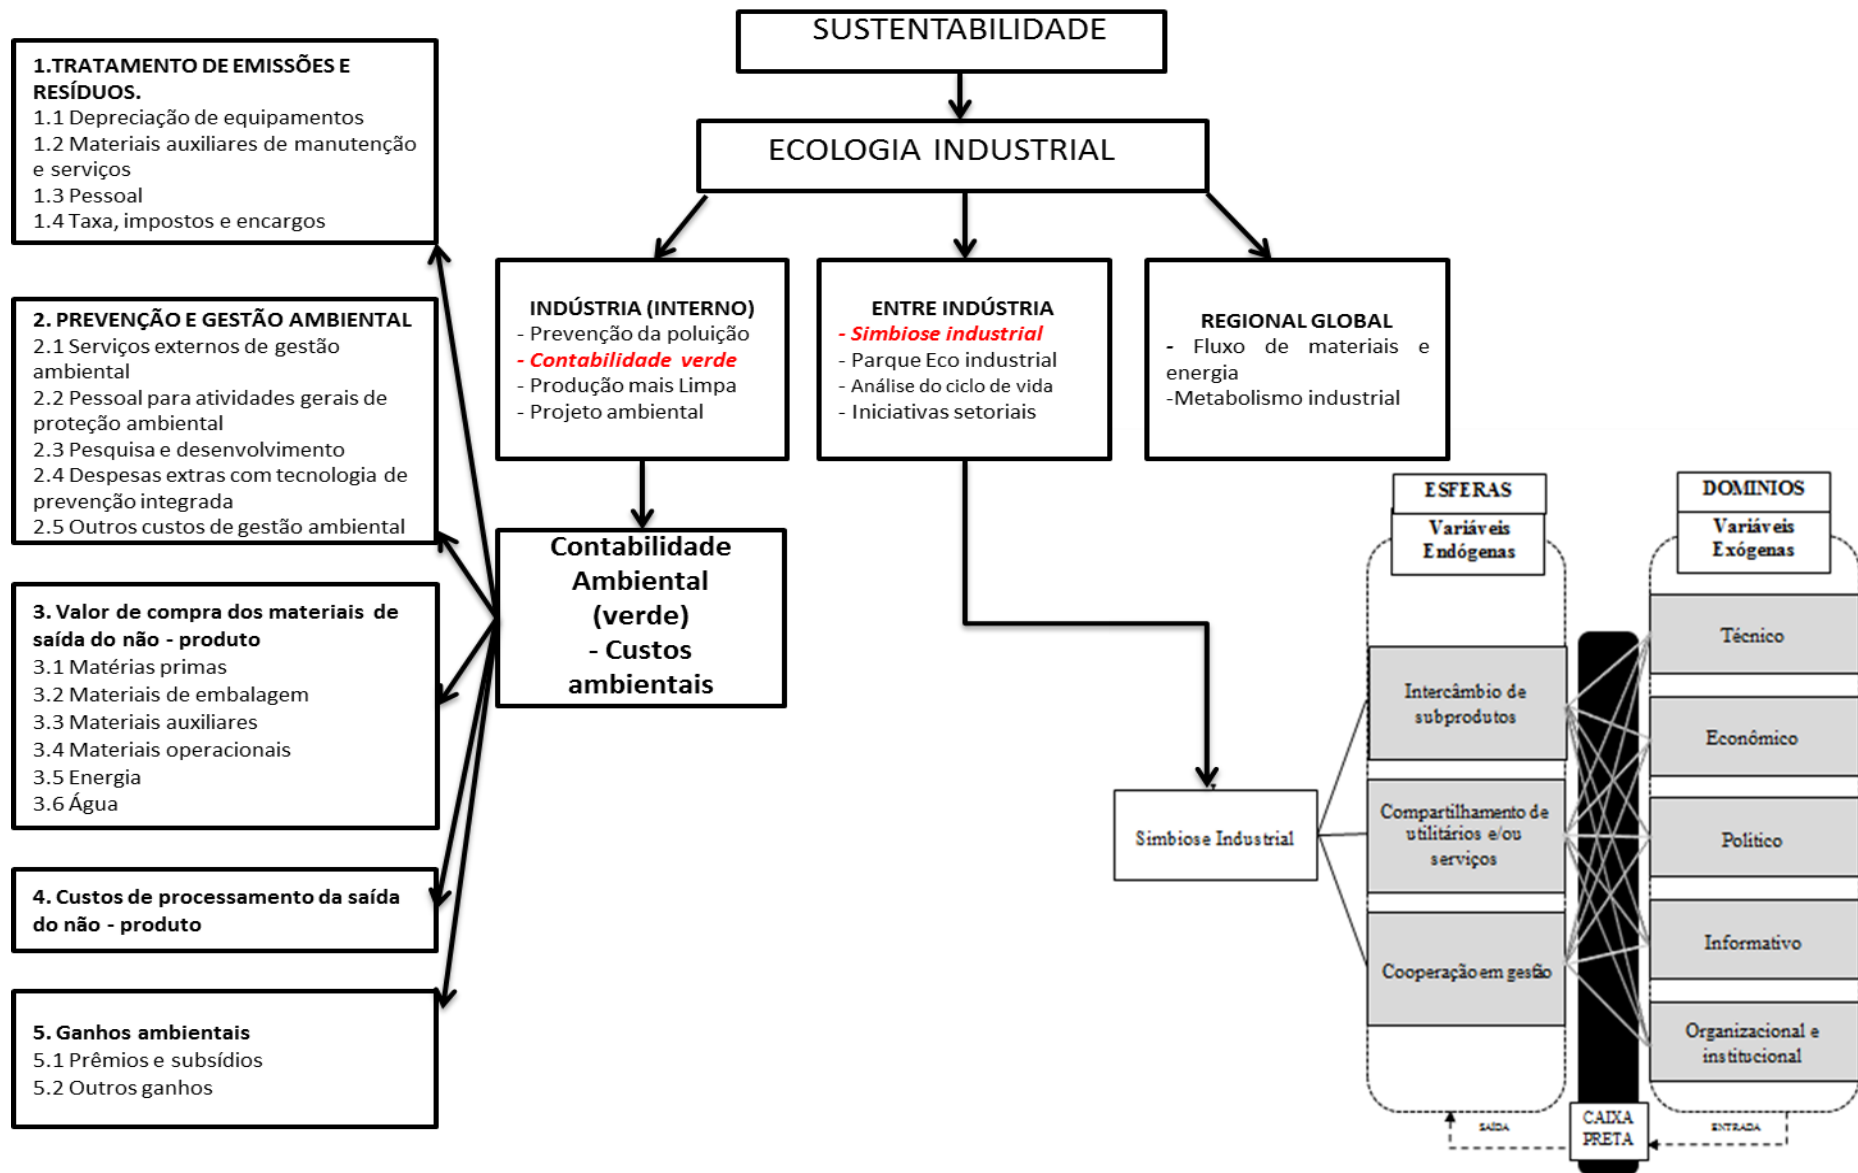 SUSTENTABILIDADE
ECOLOGIA INDUSTRIAL
1.TRATAMENTO DE EMISSÕES E
RESÍDUOS.
1.1 Depreciação de equipamentos
1.2 Materiais auxiliares de manutenção
e serviços
1.3 Pessoal
1.4 Taxa, impostos e encargos
2. PREVENÇÃO E GESTÃO AMBIENTAL
2.1 Serviços externos de gestão
ambiental
2.2 Pessoal para atividades gerais de
proteção ambiental
2.3 Pesquisa e desenvolvimento
2.4 Despesas extras com tecnologia de
prevenção integrada
2.5 Outros custos de gestão ambiental
3. Valor de compra dos materiais de
saída do não - produto
3.1 Matérias primas
3.2 Materiais de embalagem
3.3 Materiais auxiliares
3.4 Materiais operacionais
3.5 Energia
3.6 Água
4. Custos de processamento da saída
do não - produto
5. Ganhos ambientais
5.1 Prêmios e subsídios
5.2 Outros ganhos
INDÚSTRIA (INTERNO)
- Prevenção da poluição
- Contabilidade verde
- Produção mais Limpa
- Projeto ambiental
ENTRE INDÚSTRIA
- Simbiose industrial
- Parque Eco industrial
- Análise do ciclo de vida
- Iniciativas setoriais
REGIONAL GLOBAL
- Fluxo de materiais e
energia
-Metabolismo industrial
Contabilidade
Ambiental
(verde)
- Custos
ambientais
Simbiose Industrial
ESFERAS
Variáveis
Endógenas
Intercâmbio de
subprodutos
Compartilhamento de
utilitários e/ou
serviços
Cooperação em gestão
DOMINIOS
Variáveis
Exógenas
Técnico
Econômico
Político
Informativo
Organizacional e
institucional
SAÍDA
CAIXA
PRETA
ENTRADA